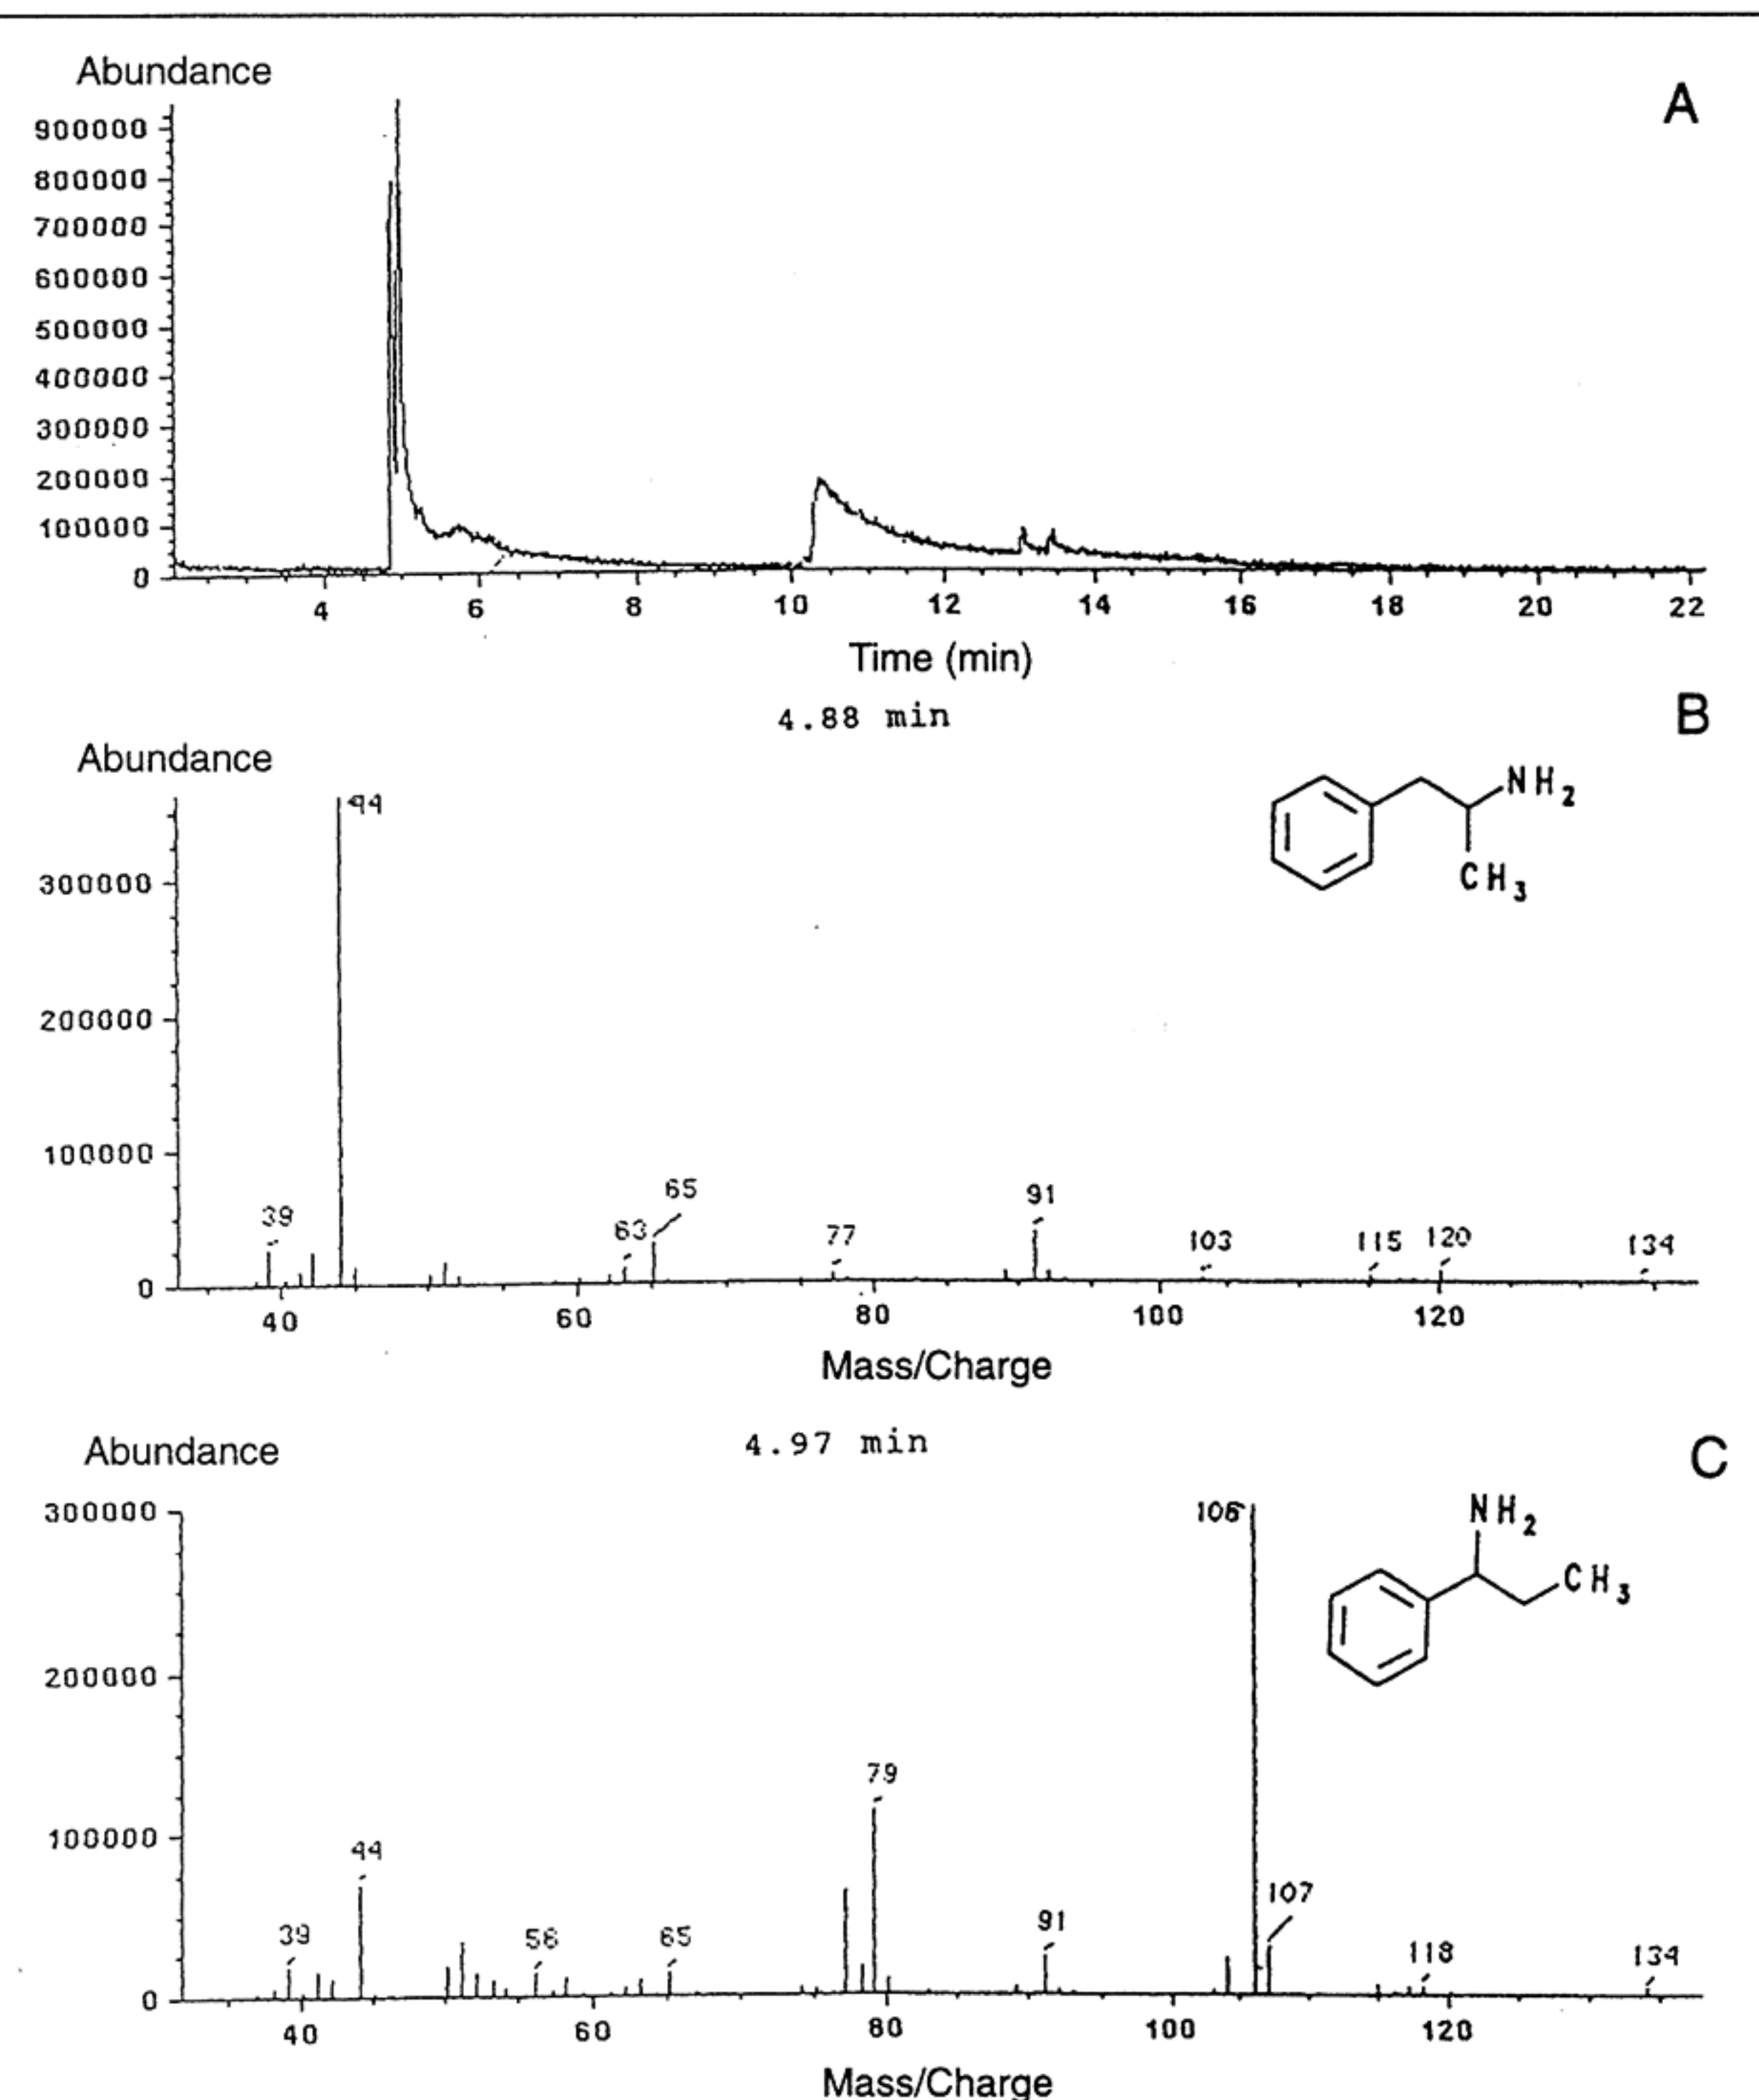 Abundance
A
900000
800000
700000
600000
500000
400000
300000
200000
100000
0
4 6 8 10 12 14 16 18 20 22
Time (min)
4.88 min
B
Abundance
NH2
CH3
44
300000
200000
100000
0
39 63 65 77 91 103 115 120 134
40 60 80 100 120
Mass/Charge
4.97 min
C
Abundance
300000
200000
100000
0
106
NH2
CH3
79
44
107
39 58 65 91 118 134
40 60 80 100 120
Mass/Charge